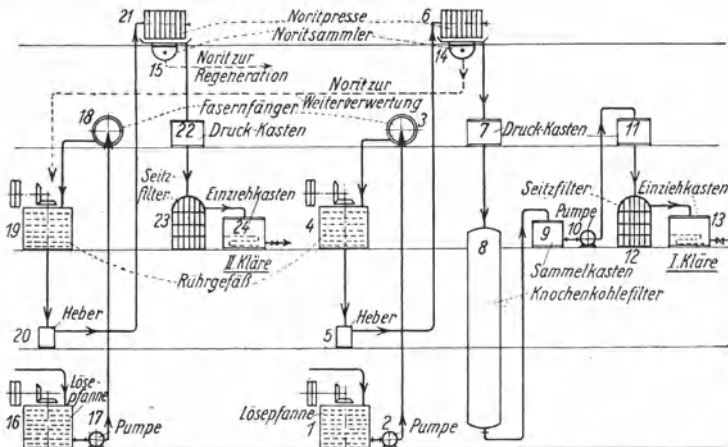 21
Noritpresse
6
Noritsammler
14
15
Norit zur
Regeneration
Norit zur
Weiterverwertung
18
Fasernfänger
3
22
Druck-Kasten
7
Druck-Kasten
11
Seitz-
filter
Einziehkasten
23
24
19
4
II. Kläre
Rührgefäß
8
Seitzfilter
Einziehkasten
Pumpe
9
10
12
13
I. Kläre
Sammelkasten
Knochenkohlefilter
20
Heber
5
Heber
Löse-
pfanne
16
17
Pumpe
Lösepfanne
1
2
Pumpe